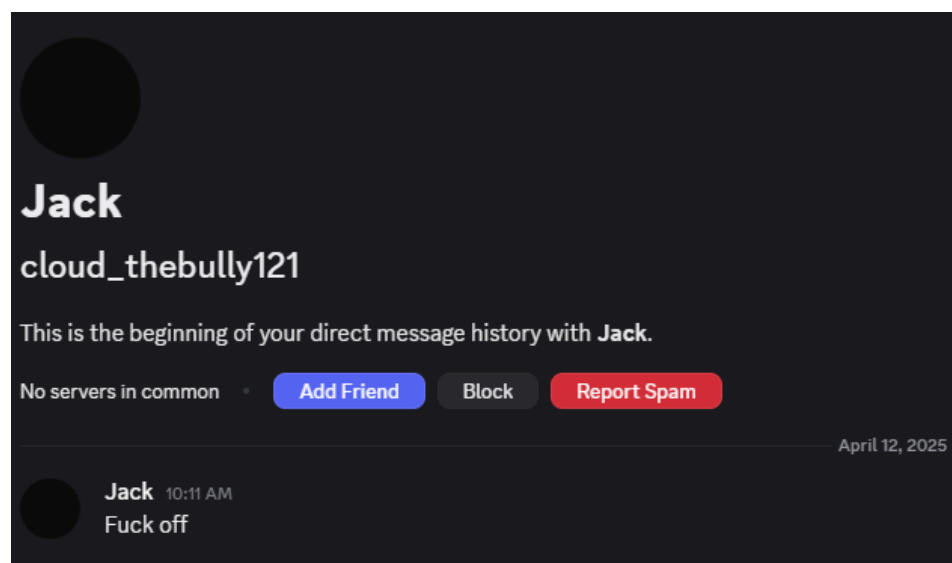 Jack
cloud_thebully121
This is the beginning of your direct message history with Jack.
No servers in common • Add Friend Block Report Spam
April 12, 2025
Jack 10:11 AM
Fuck off